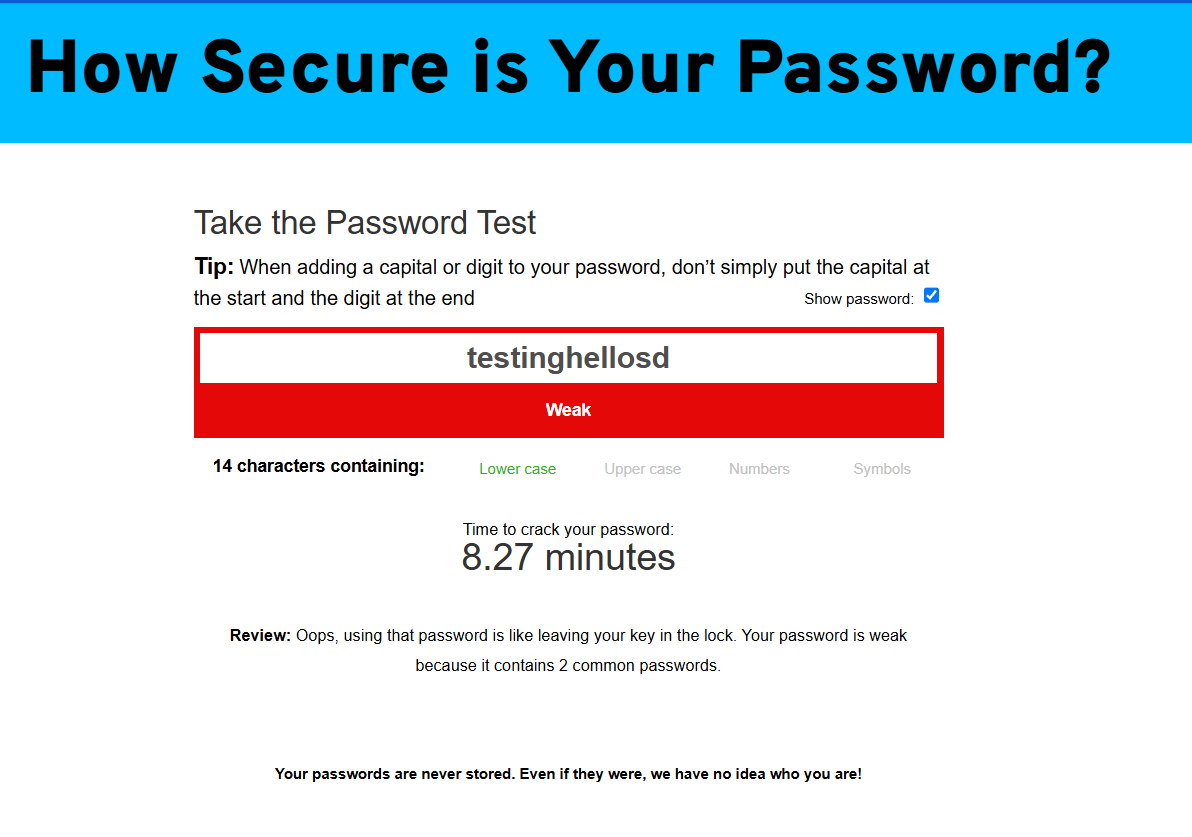 How Secure is Your Password?
Take the Password Test
Tip: When adding a capital or digit to your password, don’t simply put the capital at
the start and the digit at the end
Show password:
testinghellosd
Weak
14 characters containing: Lower case Upper case Numbers Symbols
Time to crack your password:
8.27 minutes
Review: Oops, using that password is like leaving your key in the lock. Your password is weak
because it contains 2 common passwords.
Your passwords are never stored. Even if they were, we have no idea who you are!